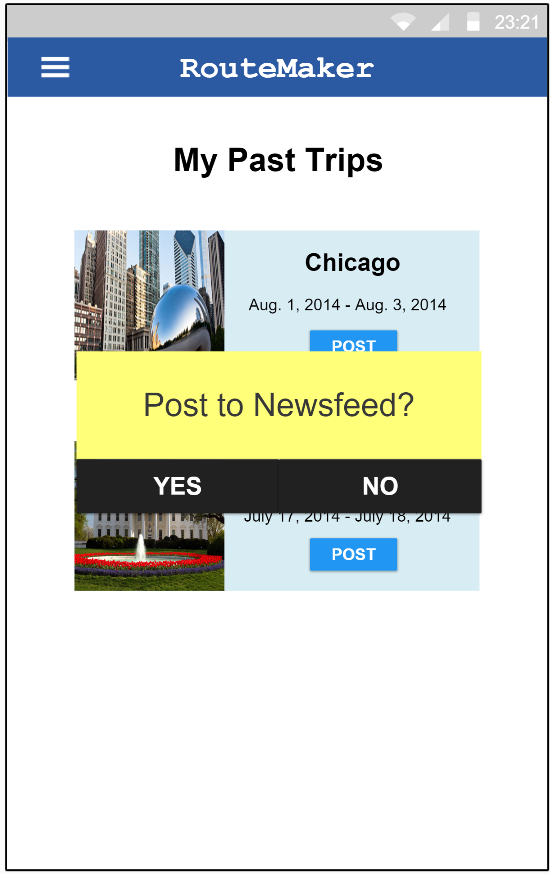 23:21
RouteMaker
My Past Trips
Chicago
Aug. 1, 2014 - Aug. 3, 2014
POST
Post to Newsfeed?
YES NO
July 17, 2014 - July 18, 2014
POST